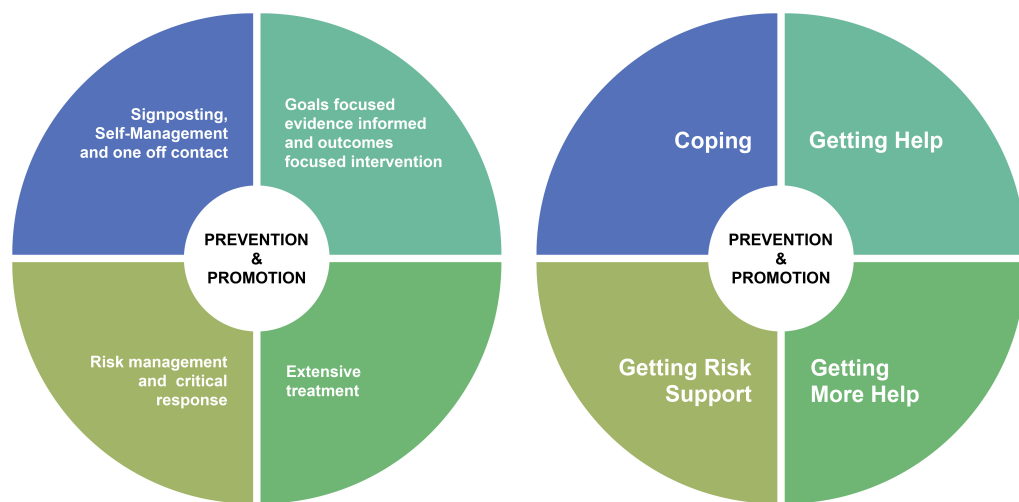 Signposting,
Self-Management
and one off contact
Goals focused
evidence informed
and outcomes
focused intervention
PREVENTION
&
PROMOTION
Risk management
and critical
response
Extensive
treatment
Coping
Getting Help
PREVENTION
&
PROMOTION
Getting Risk
Support
Getting
More Help